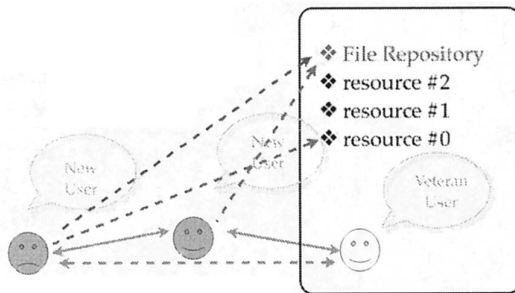 File Repository
resource #2
resource #1
resource #0
New
User
New
User
Veteran
User